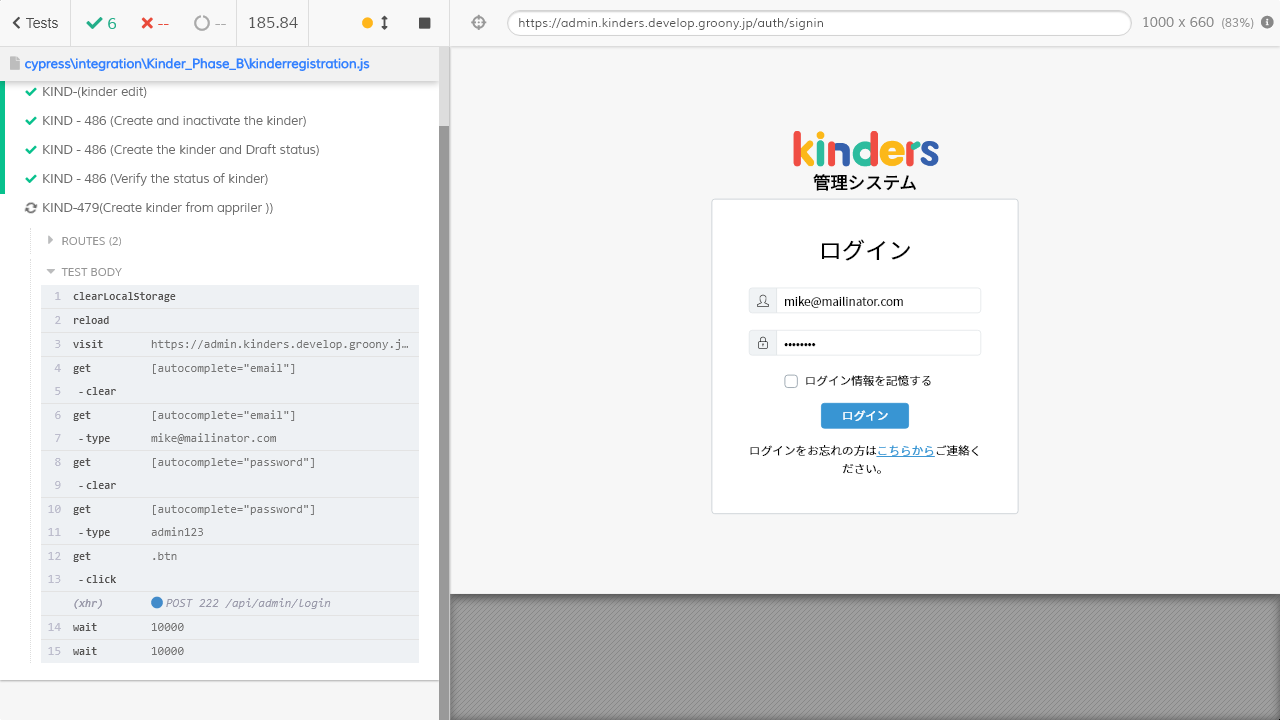 Tests
6
--
--
185.84
https://admin.kinders.develop.groony.jp/auth/signin
1000 x 660 (83%)
cypress\integration\Kinder_Phase_B\kinderregistration.js
KIND-(kinder edit)
KIND - 486 (Create and inactivate the kinder)
KIND - 486 (Create the kinder and Draft status)
KIND - 486 (Verify the status of kinder)
KIND-479(Create kinder from appriler ))
ROUTES (2)
TEST BODY
1 clearLocalStorage
2 reload
3 visit https://admin.kinders.develop.groony.j…
4 get [autocomplete="email"]
5 - clear
6 get [autocomplete="email"]
7 - type mike@mailinator.com
8 get [autocomplete="password"]
9 - clear
10 get [autocomplete="password"]
11 - type admin123
12 get .btn
13 - click
(xhr) POST 222 /api/admin/login
14 wait 10000
15 wait 10000
kinders
管理システム
ログイン
mike@mailinator.com
••••••••
ログイン情報を記憶する
ログイン
ログインをお忘れの方はこちらからご連絡く
ださい。